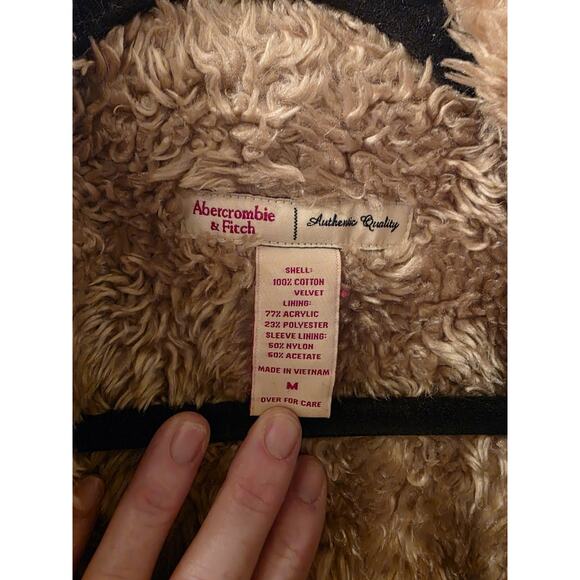 Abercrombie
& Fitch
Authentic Quality
SHELL:
100% COTTON
VELVET
LINING:
77% ACRYLIC
23% POLYESTER
SLEEVE LINING:
50% NYLON
50% ACETATE
MADE IN VIETNAM
M
OVER FOR CARE